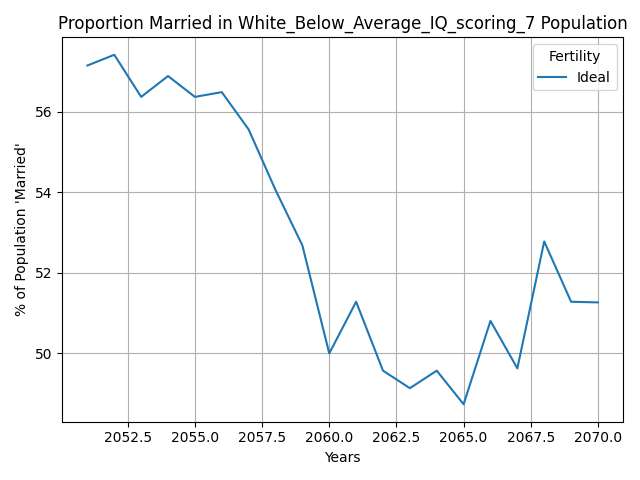 Proportion Married in White_Below_Average_IQ_scoring_7 Population
Fertility
Ideal
% of Population 'Married'
56
54
52
50
2052.5 2055.0 2057.5 2060.0 2062.5 2065.0 2067.5 2070.0
Years